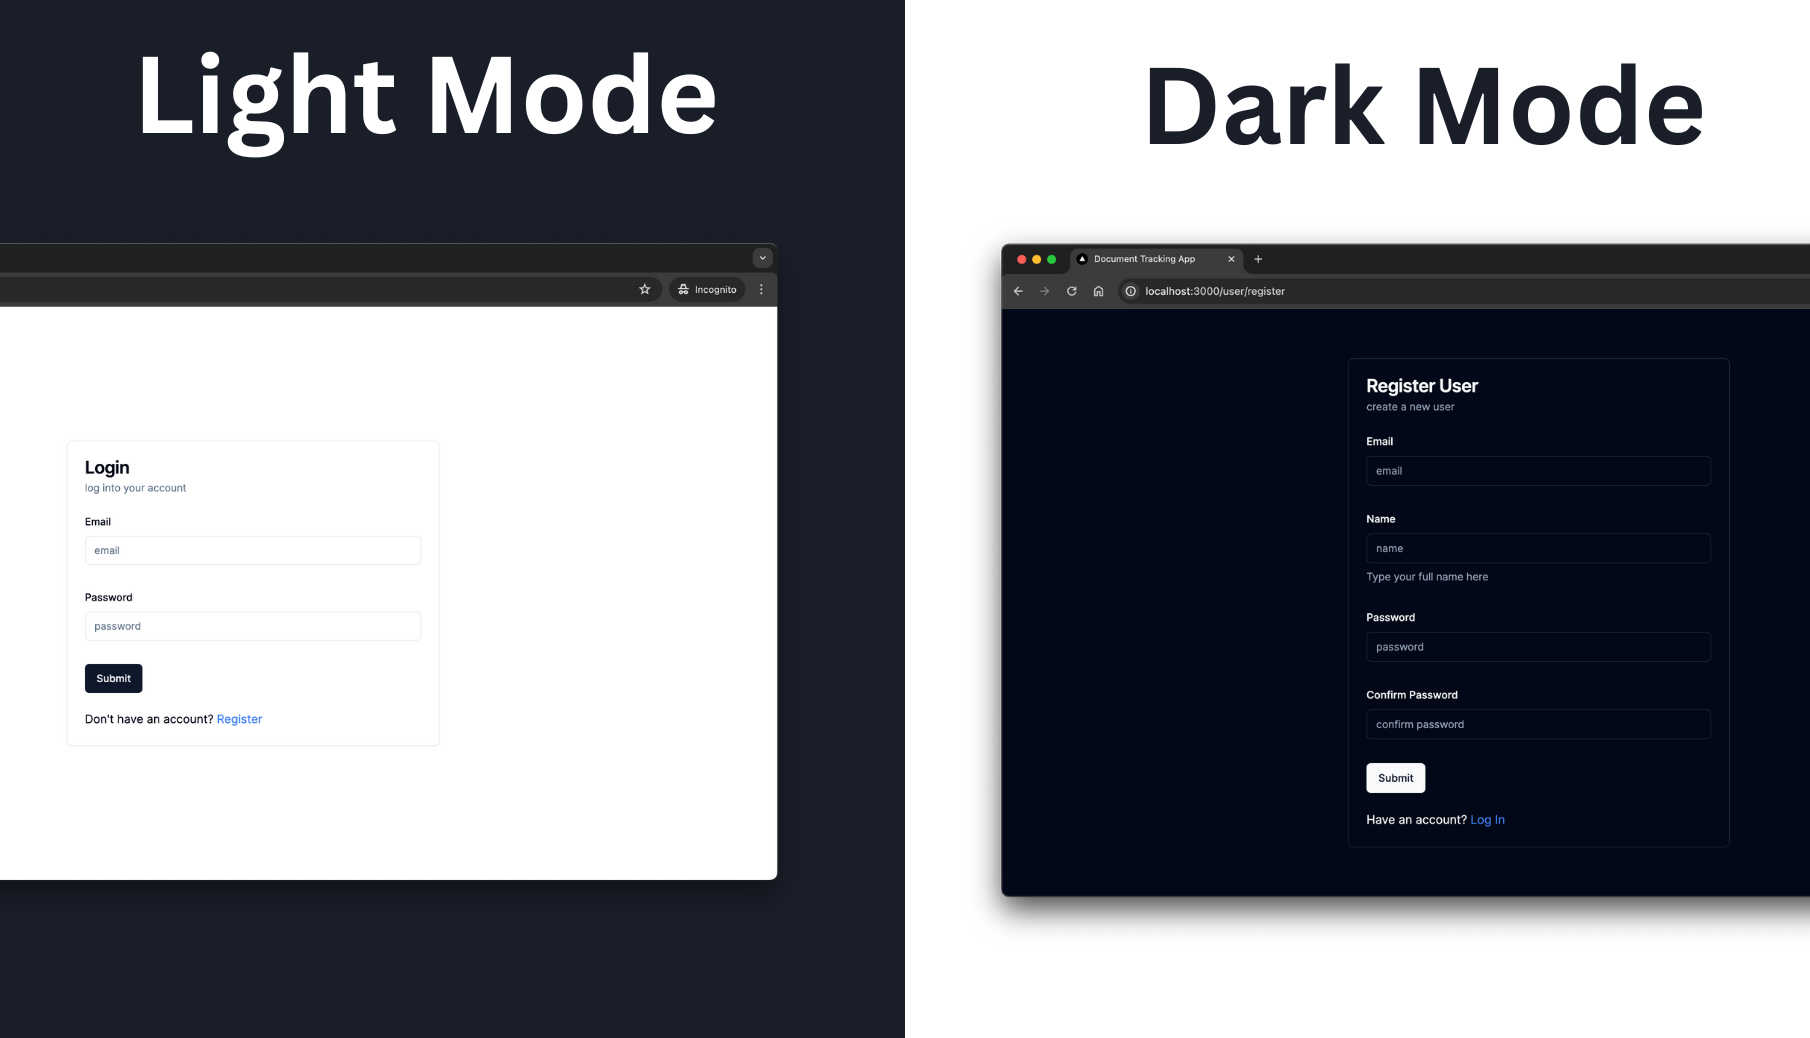 Light Mode
Incognito
Login
log into your account
Email
email
Password
password
Submit
Don't have an account? Register
Dark Mode
Document Tracking App
localhost:3000/user/register
Register User
create a new user
Email
email
Name
name
Type your full name here
Password
password
Confirm Password
confirm password
Submit
Have an account? Log In